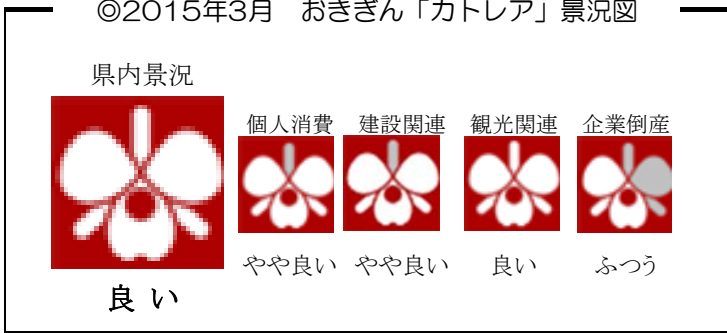 ©2015年3月　おきぎん「カトレア」景況図
県内景況
個人消費　建設関連　観光関連　企業倒産
やや良い　やや良い　良い　ふつう
良 い